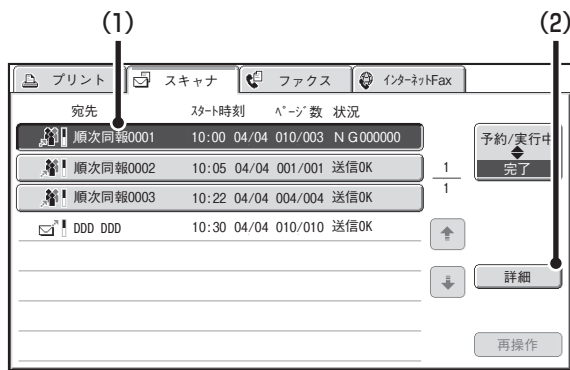 (1) (2)
プリント スキャナ ファクス インターネットFax
宛先 スタート時刻 ページ数 状況
順次同報0001 10:00 04/04 010/003 NG000000
予約/実行中
完了
順次同報0002 10:05 04/04 001/001 送信OK
1
1
順次同報0003 10:22 04/04 004/004 送信OK
DDD DDD 10:30 04/04 010/010 送信OK
詳細
再操作